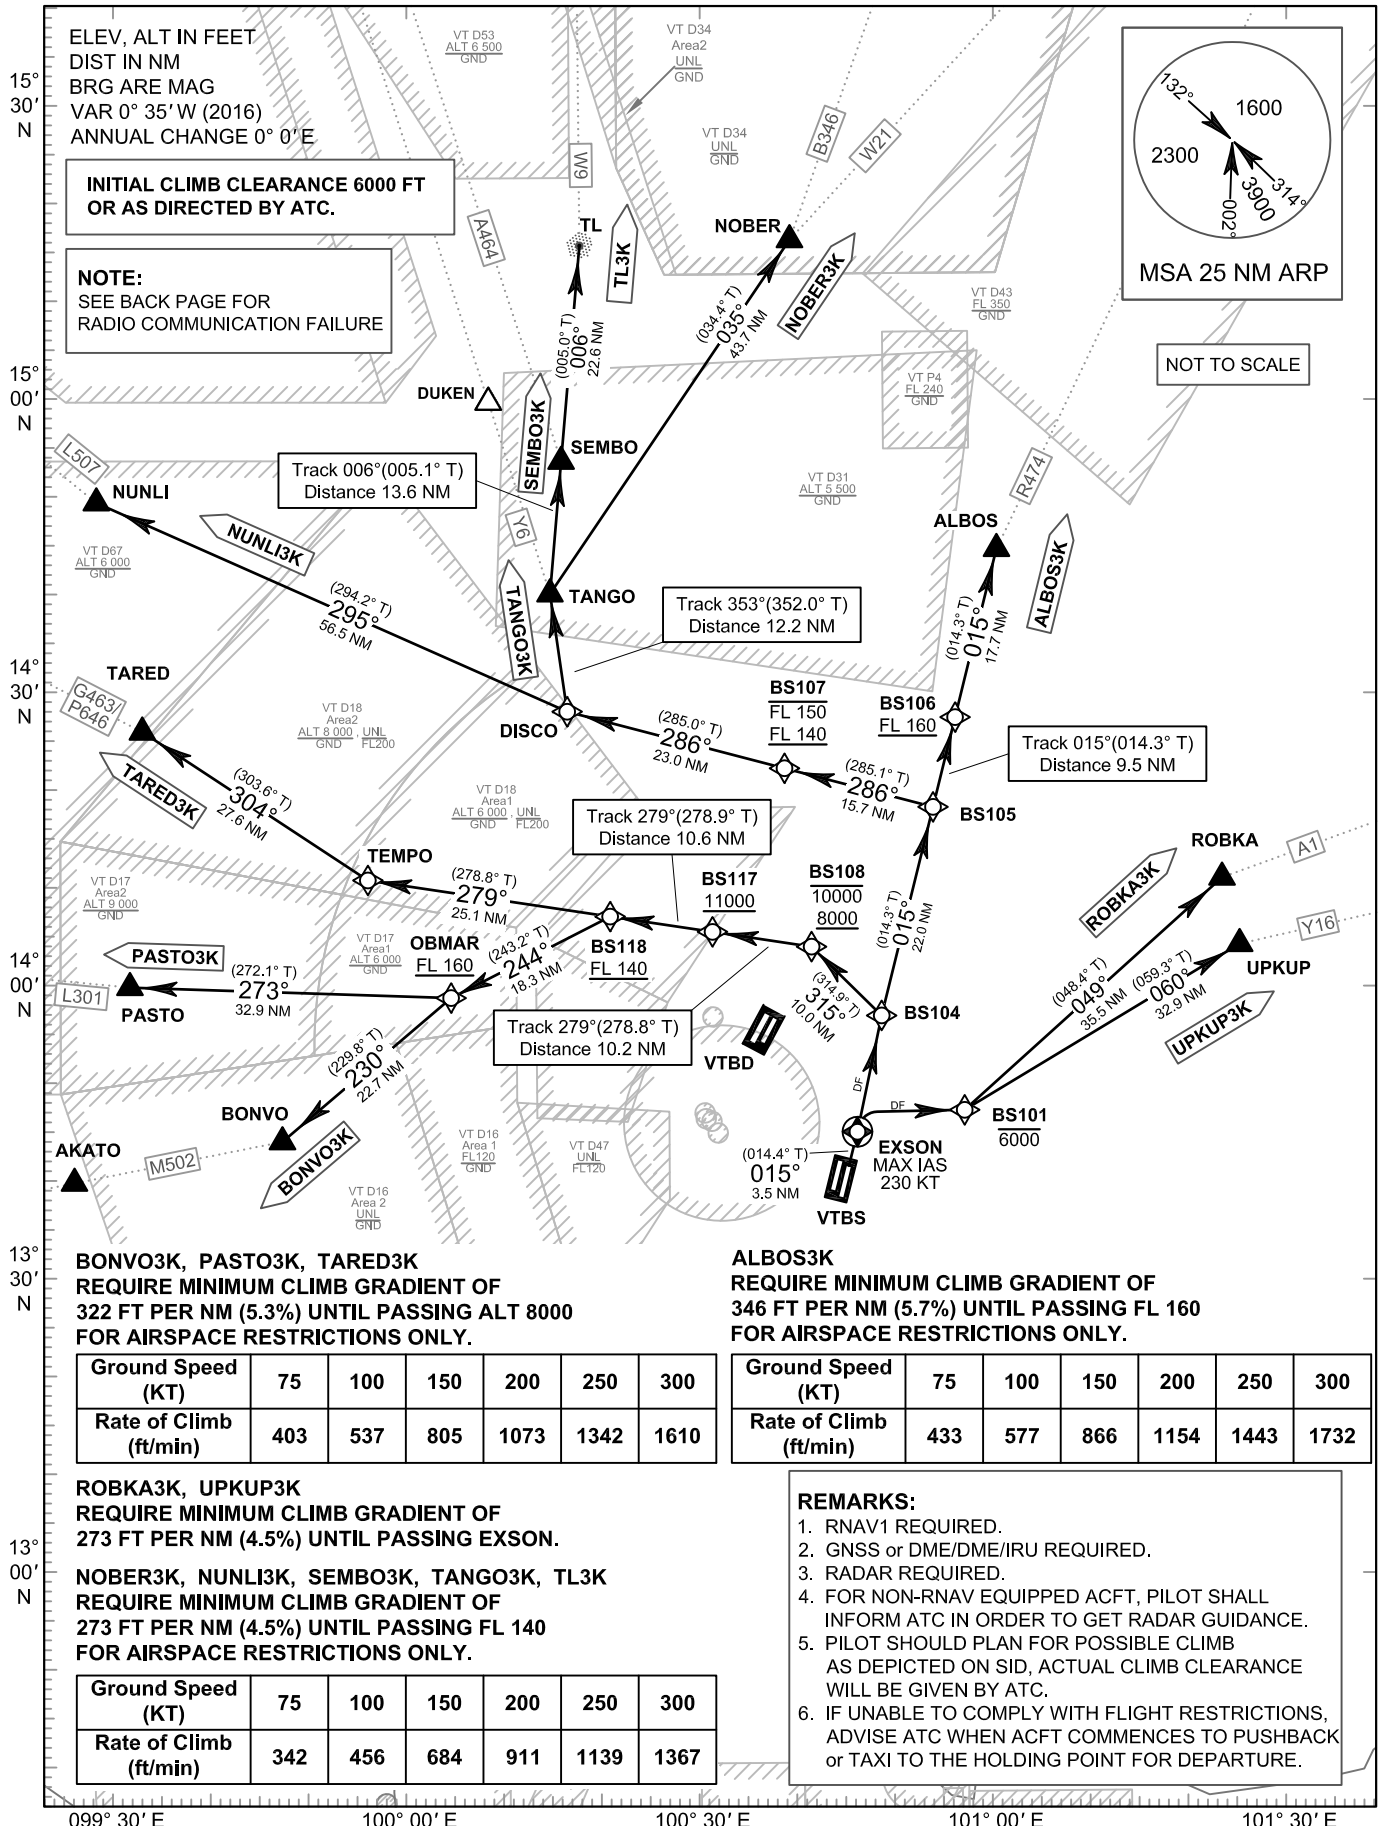 ELEV, ALT IN FEET
DIST IN NM
BRG ARE MAG
VAR 0° 35' W (2016)
ANNUAL CHANGE 0° 0' E
INITIAL CLIMB CLEARANCE 6000 FT
OR AS DIRECTED BY ATC.
NOTE:
SEE BACK PAGE FOR
RADIO COMMUNICATION FAILURE
VT D53
ALT 6 500
GND
VT D34
Area2
UNL
GND
VT D34
UNL
GND
B346
W21
W9
A464
132°
1600
2300
314°
3900
002°
MSA 25 NM ARP
NOT TO SCALE
15°
30'
N
TL
TL3K
NOBER
NOBER3K
(034.4° T)
035°
43.7 NM
VT D43
FL 350
GND
(005.0° T)
006°
22.6 NM
VT P4
FL 240
GND
15°
00'
N
DUKEN
SEMBO3K
SEMBO
L507
NUNLI
Track 006°(005.1° T)
Distance 13.6 NM
VT D31
ALT 5 500
GND
R474
ALBOS
ALBOS3K
NUNLI3K
Y6
VT D67
ALT 6 000
GND
(294.2° T)
295°
56.5 NM
TANGO3K
TANGO
Track 353°(352.0° T)
Distance 12.2 NM
(014.3° T)
015°
17.7 NM
14°
30'
N
TARED
G463/
P646
TARED3K
VT D18
Area2
ALT 8 000 , UNL
GND FL200
DISCO
BS107
FL 150
FL 140
BS106
FL 160
(285.0° T)
286°
23.0 NM
Track 015°(014.3° T)
Distance 9.5 NM
(285.1° T)
286°
15.7 NM
BS105
(303.6° T)
304°
27.6 NM
VT D18
Area1
ALT 6 000 , UNL
GND FL200
Track 279°(278.9° T)
Distance 10.6 NM
ROBKA
A1
ROBKA3K
TEMPO
(278.8° T)
279°
25.1 NM
BS117
11000
BS108
10000
8000
VT D17
Area2
ALT 9 000
GND
(014.3° T)
015°
22.0 NM
Y16
UPKUP
UPKUP3K
VT D17
Area1
ALT 6 000
GND
OBMAR
FL 160
(243.2° T)
244°
18.3 NM
BS118
FL 140
PASTO3K
14°
00'
N
L301
PASTO
(272.1° T)
273°
32.9 NM
(314.9° T)
315°
10.0 NM
BS104
(048.4° T)
049°
35.5 NM
(059.3° T)
060°
32.9 NM
Track 279°(278.8° T)
Distance 10.2 NM
VTBD
(229.8° T)
230°
22.7 NM
DF
DF
BS101
6000
BONVO
BONVO3K
AKATO
M502
VT D16
Area 1
FL120
GND
VT D47
UNL
FL120
VT D16
Area 2
UNL
GND
(014.4° T)
015°
3.5 NM
EXSON
MAX IAS
230 KT
VTBS
13°
30'
N
BONVO3K, PASTO3K, TARED3K
REQUIRE MINIMUM CLIMB GRADIENT OF
322 FT PER NM (5.3%) UNTIL PASSING ALT 8000
FOR AIRSPACE RESTRICTIONS ONLY.
Ground Speed (KT) 75 100 150 200 250 300
Rate of Climb (ft/min) 403 537 805 1073 1342 1610
ALBOS3K
REQUIRE MINIMUM CLIMB GRADIENT OF
346 FT PER NM (5.7%) UNTIL PASSING FL 160
FOR AIRSPACE RESTRICTIONS ONLY.
Ground Speed (KT) 75 100 150 200 250 300
Rate of Climb (ft/min) 433 577 866 1154 1443 1732
ROBKA3K, UPKUP3K
REQUIRE MINIMUM CLIMB GRADIENT OF
273 FT PER NM (4.5%) UNTIL PASSING EXSON.
13°
00'
N
NOBER3K, NUNLI3K, SEMBO3K, TANGO3K, TL3K
REQUIRE MINIMUM CLIMB GRADIENT OF
273 FT PER NM (4.5%) UNTIL PASSING FL 140
FOR AIRSPACE RESTRICTIONS ONLY.
Ground Speed (KT) 75 100 150 200 250 300
Rate of Climb (ft/min) 342 456 684 911 1139 1367
REMARKS:
1. RNAV1 REQUIRED.
2. GNSS or DME/DME/IRU REQUIRED.
3. RADAR REQUIRED.
4. FOR NON-RNAV EQUIPPED ACFT, PILOT SHALL
INFORM ATC IN ORDER TO GET RADAR GUIDANCE.
5. PILOT SHOULD PLAN FOR POSSIBLE CLIMB
AS DEPICTED ON SID, ACTUAL CLIMB CLEARANCE
WILL BE GIVEN BY ATC.
6. IF UNABLE TO COMPLY WITH FLIGHT RESTRICTIONS,
ADVISE ATC WHEN ACFT COMMENCES TO PUSHBACK
or TAXI TO THE HOLDING POINT FOR DEPARTURE.
099° 30' E
100° 00' E
100° 30' E
101° 00' E
101° 30' E